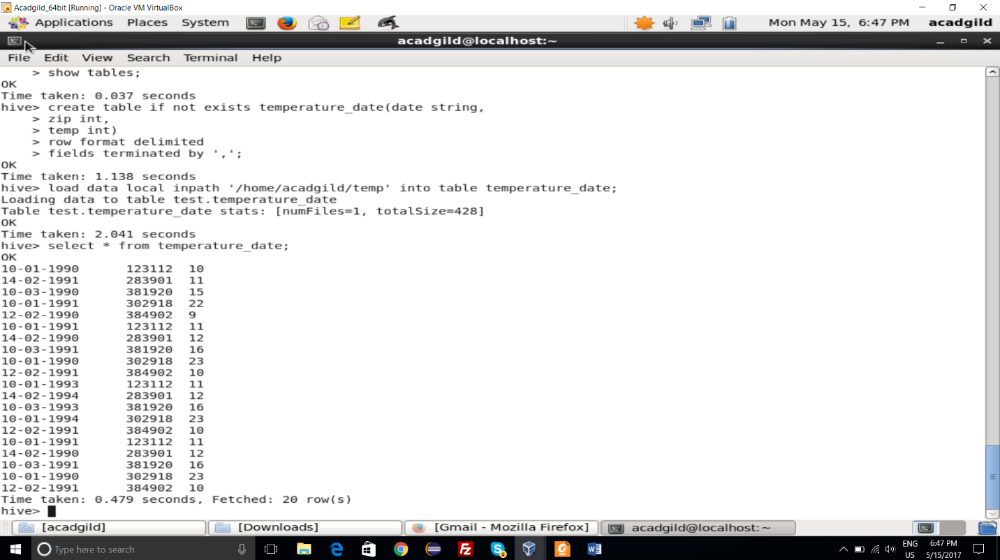 Acadgild_64bit [Running] - Oracle VM VirtualBox
Applications Places System Mon May 15, 6:47 PM acadgild
acadgild@localhost:~
File Edit View Search Terminal Help
> show tables;
OK
Time taken: 0.037 seconds
hive> create table if not exists temperature_date(date string,
> zip int,
> temp int)
> row format delimited
> fields terminated by ',';
OK
Time taken: 1.138 seconds
hive> load data local inpath '/home/acadgild/temp' into table temperature_date;
Loading data to table test.temperature_date
Table test.temperature_date stats: [numFiles=1, totalSize=428]
OK
Time taken: 2.041 seconds
hive> select * from temperature_date;
OK
10-01-1990 123112 10
14-02-1991 283901 11
10-03-1990 381920 15
10-01-1991 302918 22
12-02-1990 384902 9
10-01-1991 123112 11
14-02-1990 283901 12
10-03-1991 381920 16
10-01-1990 302918 23
12-02-1991 384902 10
10-01-1993 123112 11
14-02-1994 283901 12
10-03-1993 381920 16
10-01-1994 302918 23
12-02-1991 384902 10
10-01-1991 123112 11
14-02-1990 283901 12
10-03-1991 381920 16
10-01-1990 302918 23
12-02-1991 384902 10
Time taken: 0.479 seconds, Fetched: 20 row(s)
hive>
[acadgild] [Downloads] [Gmail - Mozilla Firefox] acadgild@localhost:~
Type here to search ENG 6:47 PM
US 5/15/2017